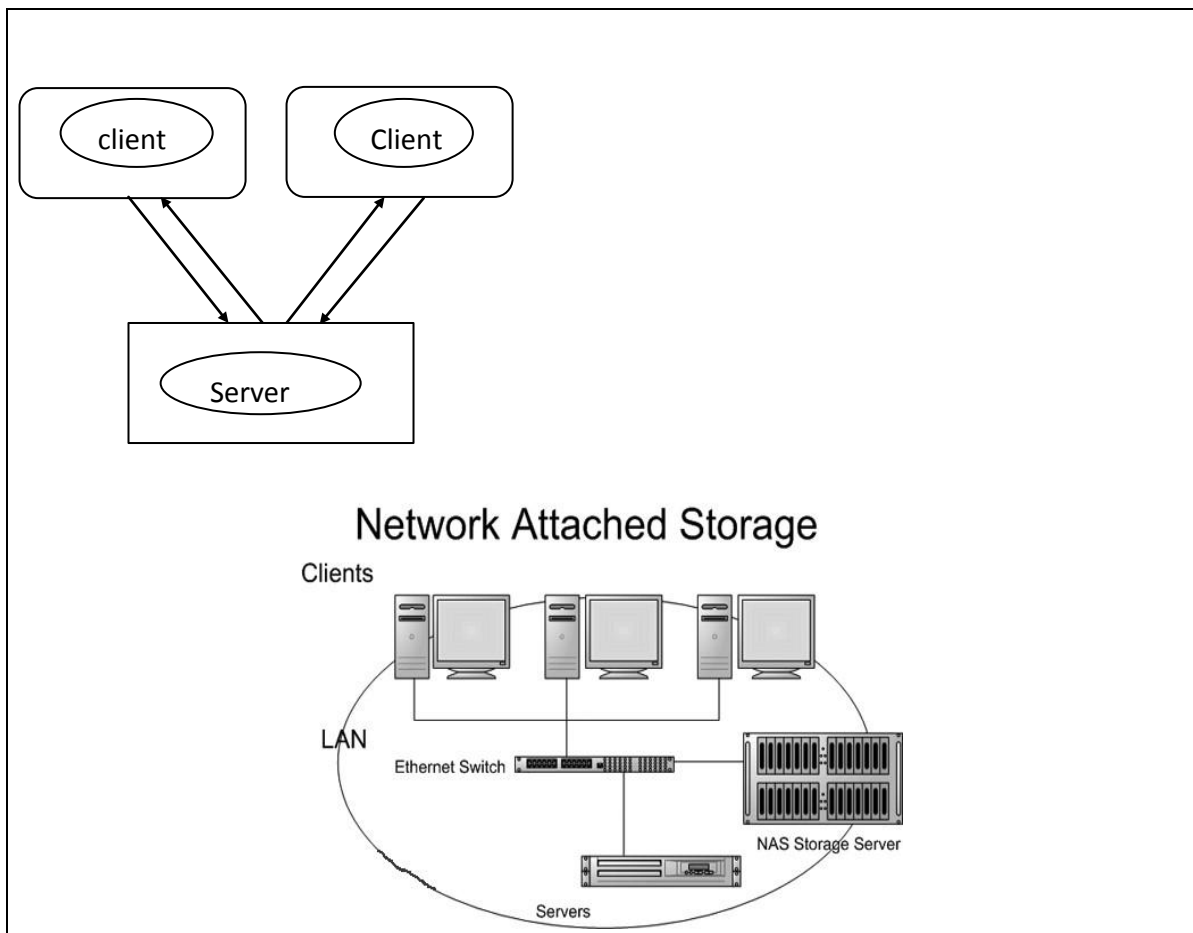 client
Client
Server
Network Attached Storage
Clients
LAN
Ethernet Switch
NAS Storage Server
Servers